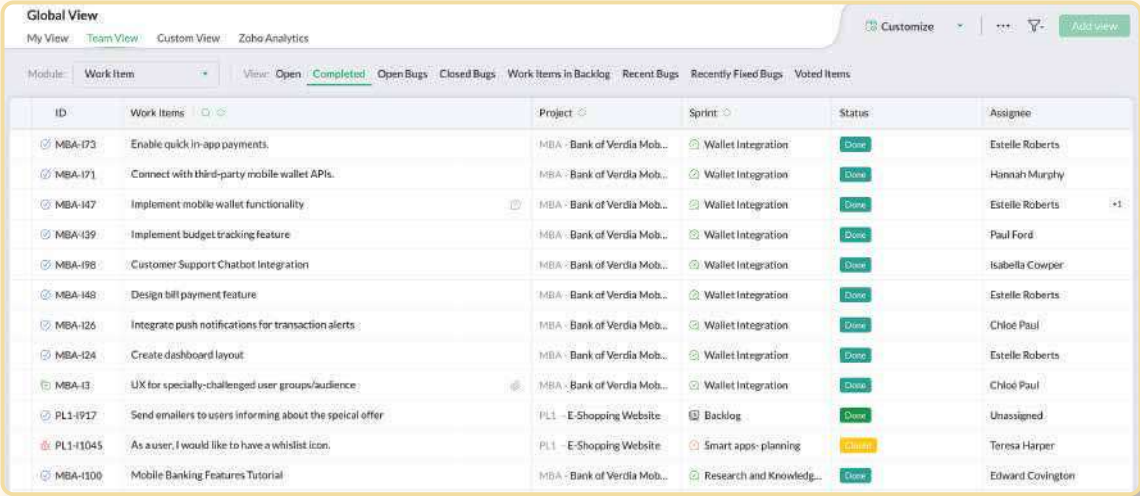 Global View
My View Team View Custom View Zoho Analytics
Customize
Add view
Module: Work Item View: Open Completed Open Bugs Closed Bugs Work Items in Backlog Recent Bugs Recently Fixed Bugs Voted Items
ID Work Items Project Sprint Status Assignee
MBA-I73 Enable quick in-app payments. MBA - Bank of Verdia Mob... Wallet Integration Done Estelle Roberts
MBA-I71 Connect with third-party mobile wallet APIs. MBA - Bank of Verdia Mob... Wallet Integration Done Hannah Murphy
MBA-I47 Implement mobile wallet functionality MBA - Bank of Verdia Mob... Wallet Integration Done Estelle Roberts +1
MBA-I39 Implement budget tracking feature MBA - Bank of Verdia Mob... Wallet Integration Done Paul Ford
MBA-I98 Customer Support Chatbot Integration MBA - Bank of Verdia Mob... Wallet Integration Done Isabella Cowper
MBA-I48 Design bill payment feature MBA - Bank of Verdia Mob... Wallet Integration Done Estelle Roberts
MBA-I26 Integrate push notifications for transaction alerts MBA - Bank of Verdia Mob... Wallet Integration Done Chloé Paul
MBA-I24 Create dashboard layout MBA - Bank of Verdia Mob... Wallet Integration Done Estelle Roberts
MBA-I3 UX for specially-challenged user groups/audience MBA - Bank of Verdia Mob... Wallet Integration Done Chloé Paul
PL1-I917 Send emailers to users informing about the speical offer PL1 - E-Shopping Website Backlog Done Unassigned
PL1-I1045 As a user, I would like to have a whislist icon. PL1 - E-Shopping Website Smart apps- planning Closed Teresa Harper
MBA-I100 Mobile Banking Features Tutorial MBA - Bank of Verdia Mob... Research and Knowledg... Done Edward Covington